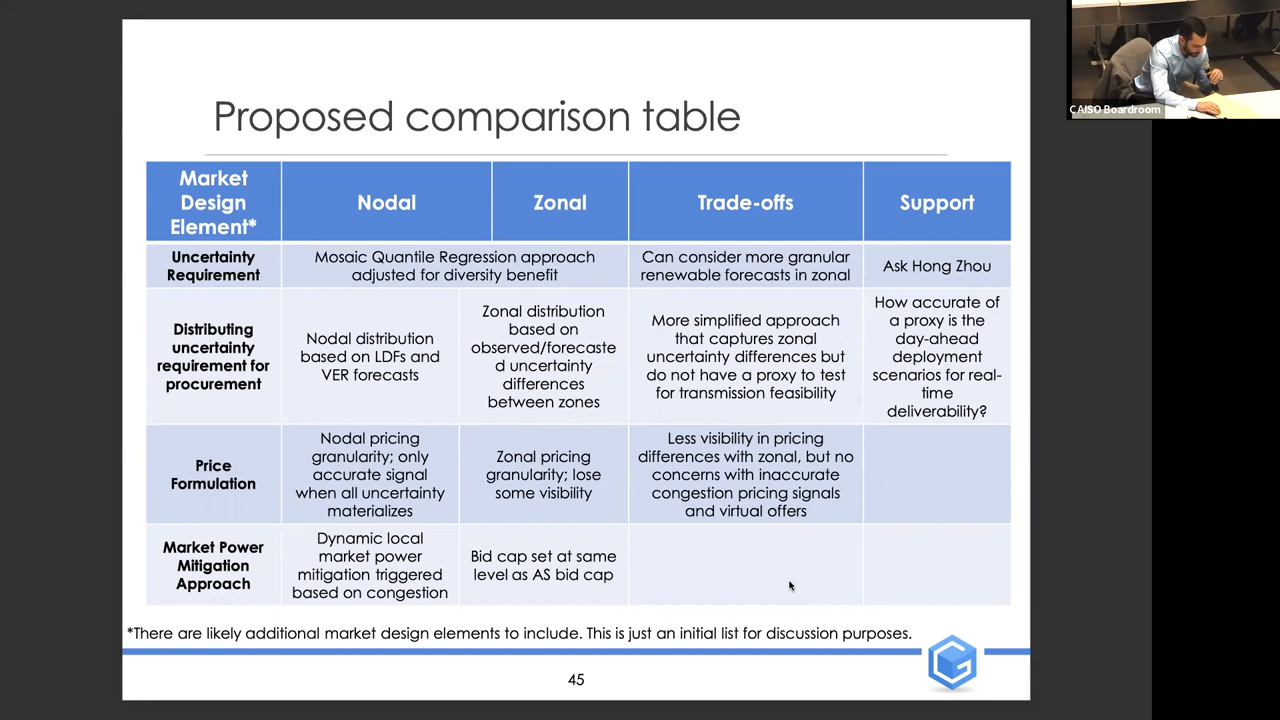 Proposed comparison table
Market
Design
Element*
Nodal
Zonal
Trade-offs
Support
Uncertainty
Requirement
Mosaic Quantile Regression approach
adjusted for diversity benefit
Can consider more granular
renewable forecasts in zonal
Ask Hong Zhou
Distributing
uncertainty
requirement for
procurement
Nodal distribution
based on LDFs and
VER forecasts
Zonal distribution
based on
observed/forecaste
d uncertainty
differences
between zones
More simplified approach
that captures zonal
uncertainty differences but
do not have a proxy to test
for transmission feasibility
How accurate of
a proxy is the
day-ahead
deployment
scenarios for real-
time
deliverability?
Price
Formulation
Nodal pricing
granularity; only
accurate signal
when all uncertainty
materializes
Zonal pricing
granularity; lose
some visibility
Less visibility in pricing
differences with zonal, but no
concerns with inaccurate
congestion pricing signals
and virtual offers
Market Power
Mitigation
Approach
Dynamic local
market power
mitigation triggered
based on congestion
Bid cap set at same
level as AS bid cap
*There are likely additional market design elements to include. This is just an initial list for discussion purposes.
45
CAISO Boardroom